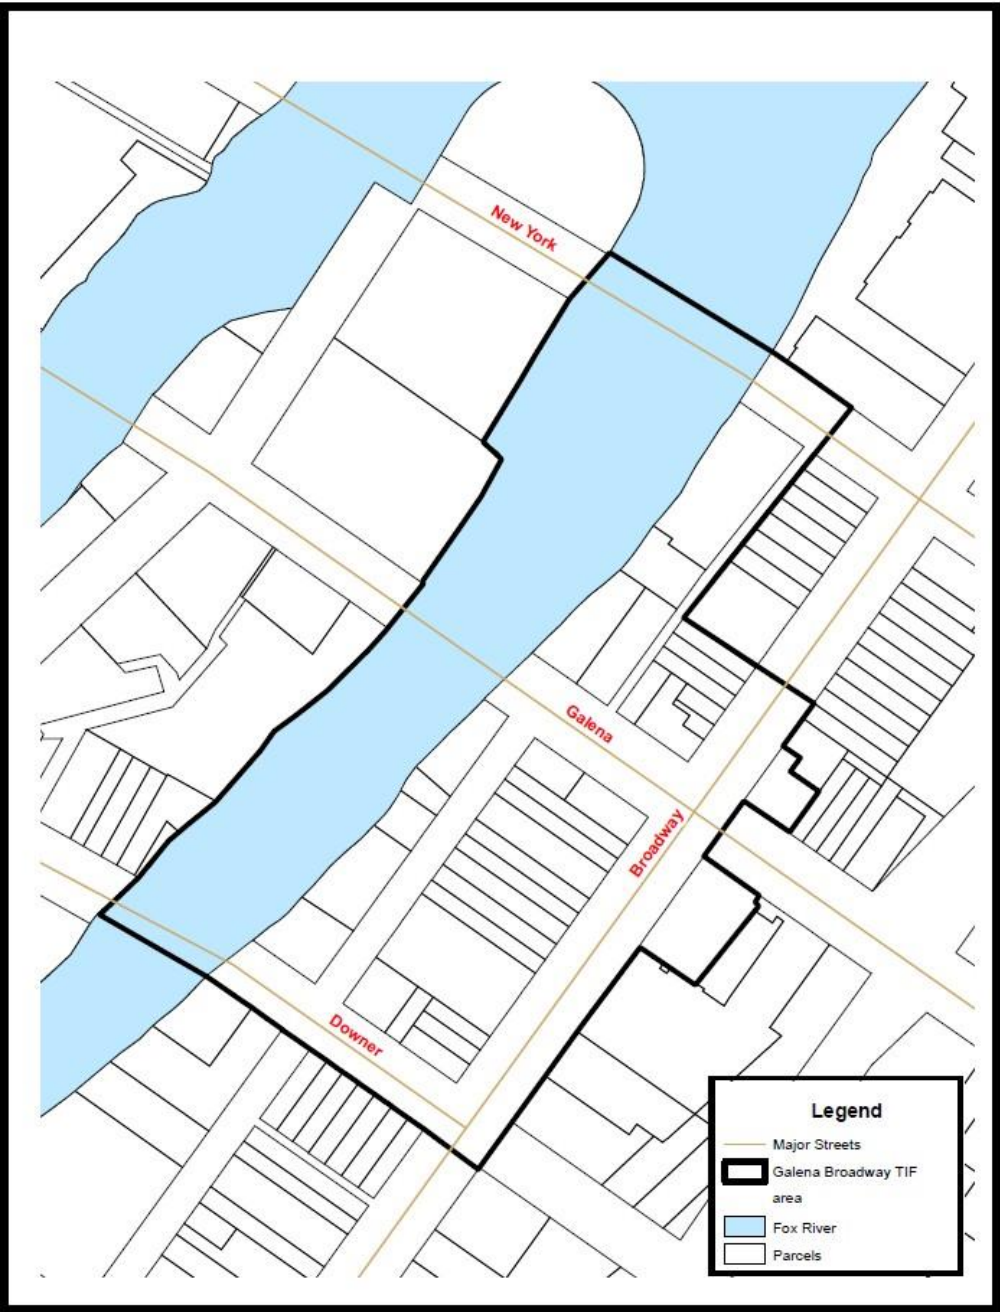 New York
Galena
Broadway
Downer
Legend
Major Streets
Galena Broadway TIF
area
Fox River
Parcels